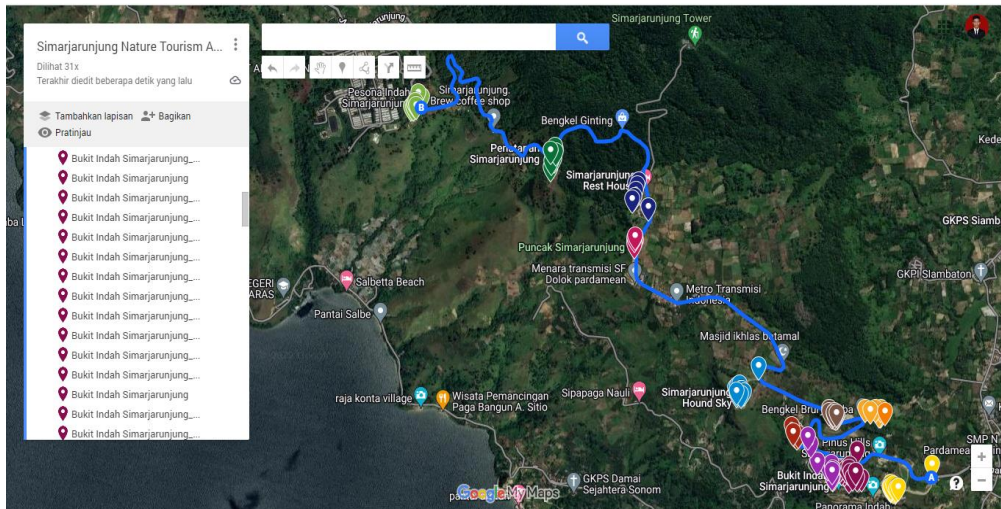 Simarjarunjung Nature Tourism A...
Dilihat 31x
Terakhir diedit beberapa detik yang lalu
Tambahkan lapisan
Bagikan
Pratinjau
Bukit Indah Simarjarunjung_...
Bukit Indah Simarjarunjung
Bukit Indah Simarjarunjung_...
Bukit Indah Simarjarunjung_...
Bukit Indah Simarjarunjung_...
Bukit Indah Simarjarunjung_...
Bukit Indah Simarjarunjung_...
Bukit Indah Simarjarunjung_...
Bukit Indah Simarjarunjung_...
Bukit Indah Simarjarunjung_...
Bukit Indah Simarjarunjung_...
Bukit Indah Simarjarunjung_...
Bukit Indah Simarjarunjung
Bukit Indah Simarjarunjung_...
Bukit Indah Simarjarunjung_...
Simarjarunjung Tower
Pesona Indah
B
Brew coffee shop
Bengkel Ginting
Simarjarunjung
Simarjarunjung
Rest House
Kede
GKPS Siamb
Puncak Simarjarunjung
Menara transmisi SF
Dolok pardamean
GKPI Slambaton
Salbetta Beach
Pantai Salbe
Metro Transmisi
Indonesia
Masjid ikhlas butamal
raja konta village
Wisata Pemancingan
Paga Bangun A. Sitio
Sipapaga Nauli
Simarjarunjung
Hound Sky
Pinus Hills
SMP N
Pardamea
Bukit Inda
Simarjarunjung
A
GKPS Damai
Sejahtera Sonom
Google My Maps
Panorama Indah